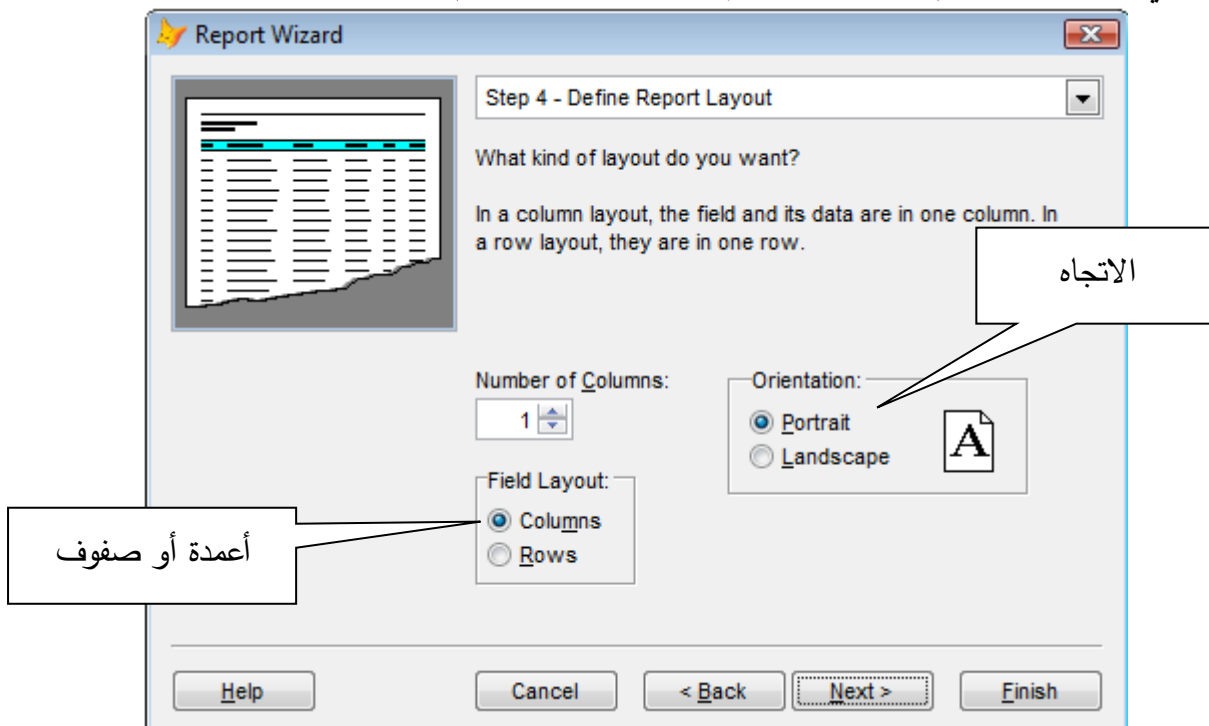 Report Wizard
Step 4 - Define Report Layout
What kind of layout do you want?
In a column layout, the field and its data are in one column. In
a row layout, they are in one row.
الاتجاه
Number of Columns:
1
Orientation:
Portrait
Landscape
A
Field Layout:
Columns
Rows
أعمدة أو صفوف
Help
Cancel
< Back
Next >
Finish